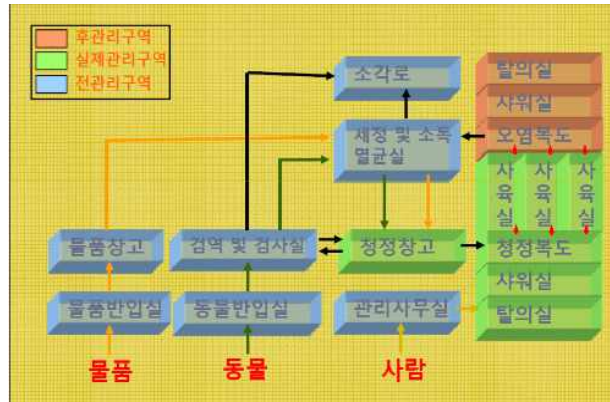 후관리구역
실제관리구역
전관리구역
소각로
세정 및 소독
멸균실
물품창고
검역 및 검사실
청정창고
물품반입실
동물반입실
관리사무실
탈의실
샤워실
오염복도
사육실
사육실
사육실
청정복도
샤워실
탈의실
물품
동물
사람